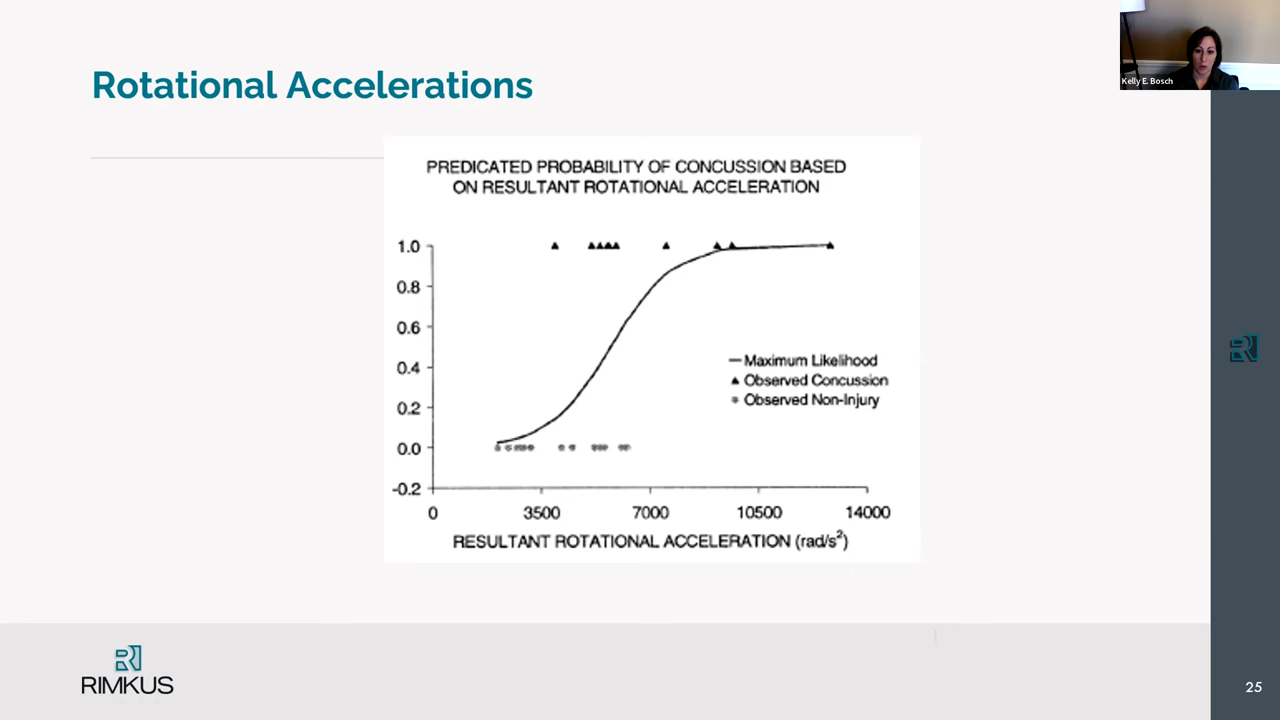 Rotational Accelerations
Kelly E. Bosch
PREDICATED PROBABILITY OF CONCUSSION BASED
ON RESULTANT ROTATIONAL ACCELERATION
1.0
0.8
0.6
0.4
0.2
0.0
-0.2
Maximum Likelihood
Observed Concussion
Observed Non-Injury
0 3500 7000 10500 14000
RESULTANT ROTATIONAL ACCELERATION (rad/s²)
RIMKUS
25